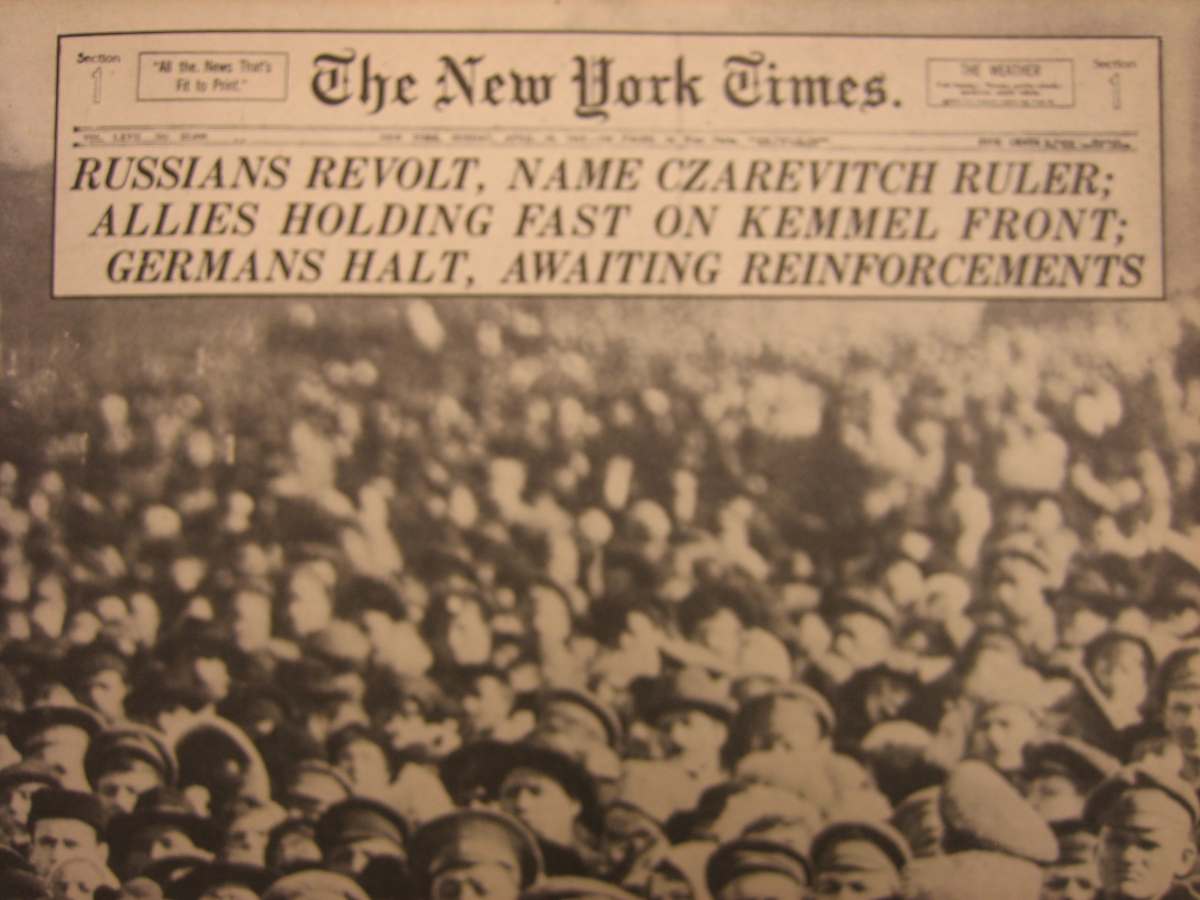 Section
1
"All the News That's
Fit to Print."
The New York Times.
THE WEATHER
Section
1
RUSSIANS REVOLT, NAME CZAREVITCH RULER;
ALLIES HOLDING FAST ON KEMMEL FRONT;
GERMANS HALT, AWAITING REINFORCEMENTS